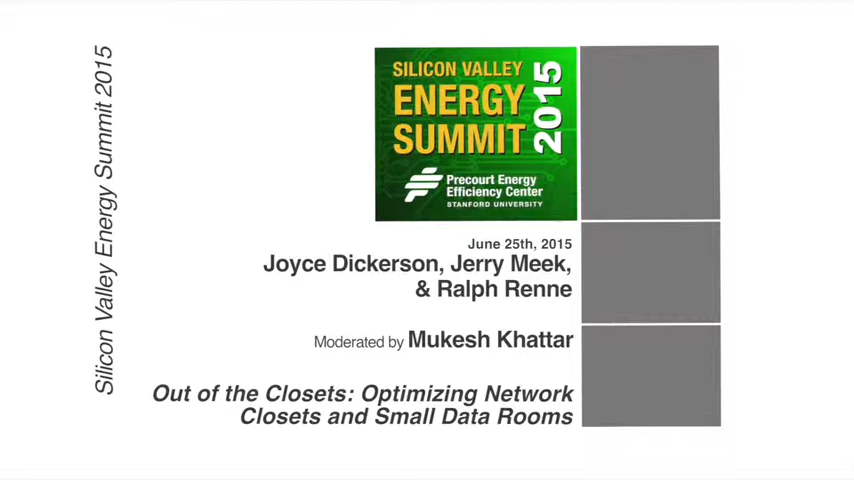 Silicon Valley Energy Summit 2015
SILICON VALLEY
ENERGY
SUMMIT
2015
Precourt Energy
Efficiency Center
STANFORD UNIVERSITY
June 25th, 2015
Joyce Dickerson, Jerry Meek,
& Ralph Renne
Moderated by Mukesh Khattar
Out of the Closets: Optimizing Network
Closets and Small Data Rooms